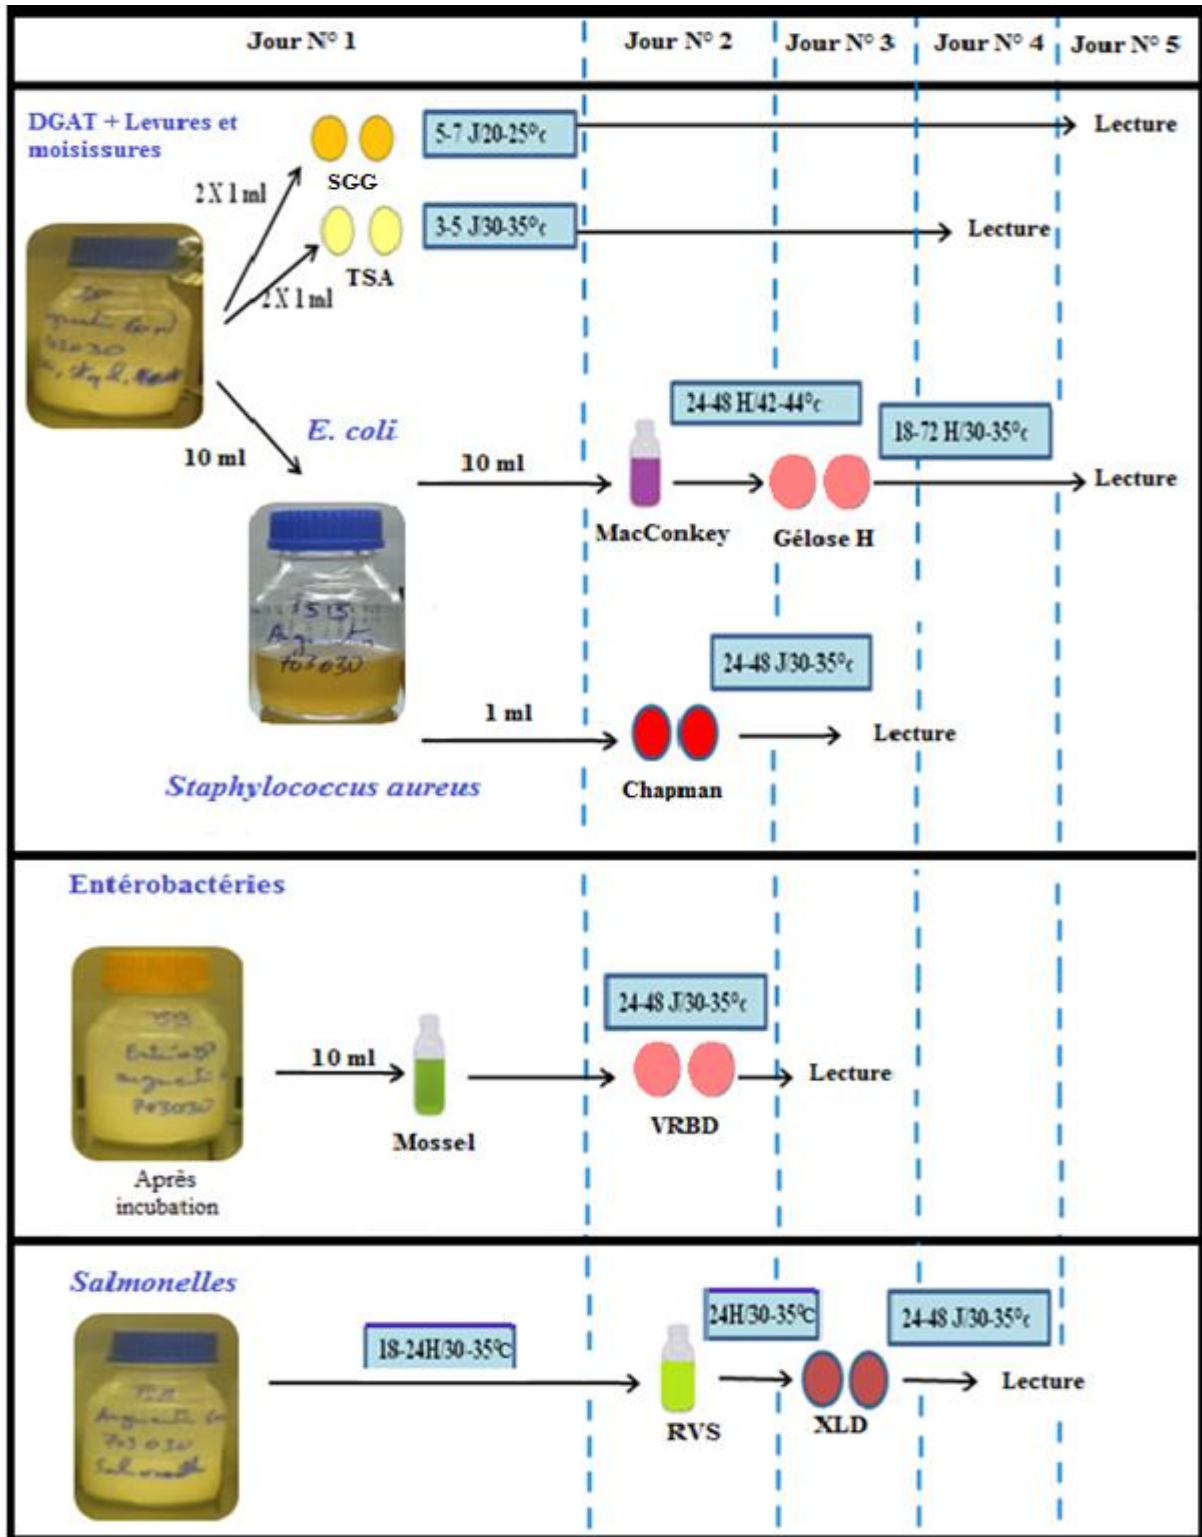 Jour N° 1
Jour N° 2
Jour N° 3
Jour N° 4
Jour N° 5
DGAT + Levures et
moisissures
2 X 1 ml
SGG
5-7 J/20-25°c
Lecture
2 X 1 ml
TSA
3-5 J/30-35°c
Lecture
10 ml
E. coli
10 ml
MacConkey
24-48 H/42-44°c
Gélose H
18-72 H/30-35°c
Lecture
703030
1 ml
Chapman
24-48 J/30-35°c
Lecture
Staphylococcus aureus
Entérobactéries
703030
Après
incubation
10 ml
Mossel
24-48 J/30-35°c
VRBD
Lecture
Salmonelles
703 030
18-24H/30-35°C
RVS
24H/30-35°C
XLD
24-48 J/30-35°c
Lecture